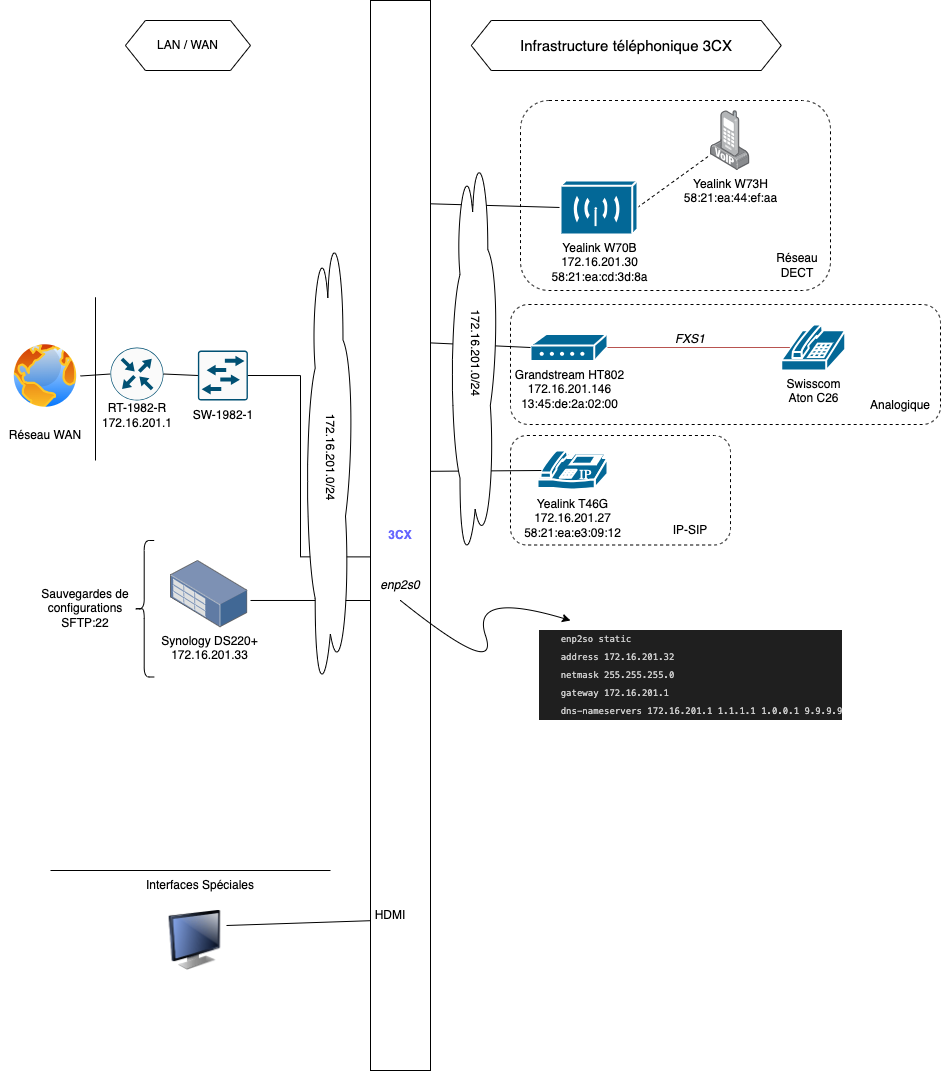 LAN / WAN
Infrastructure téléphonique 3CX
VoIP
Yealink W73H
58:21:ea:44:ef:aa
Yealink W70B
172.16.201.30
58:21:ea:cd:3d:8a
Réseau
DECT
172.16.201.0/24
FXS1
Grandstream HT802
172.16.201.146
13:45:de:2a:02:00
Swisscom
Aton C26
Analogique
Réseau WAN
RT-1982-R
172.16.201.1
SW-1982-1
172.16.201.0/24
IP
Yealink T46G
172.16.201.27
58:21:ea:e3:09:12
IP-SIP
3CX
enp2s0
Sauvegardes de
configurations
SFTP:22
Synology DS220+
172.16.201.33
enp2so static
address 172.16.201.32
netmask 255.255.255.0
gateway 172.16.201.1
dns-nameservers 172.16.201.1 1.1.1.1 1.0.0.1 9.9.9.9
Interfaces Spéciales
HDMI